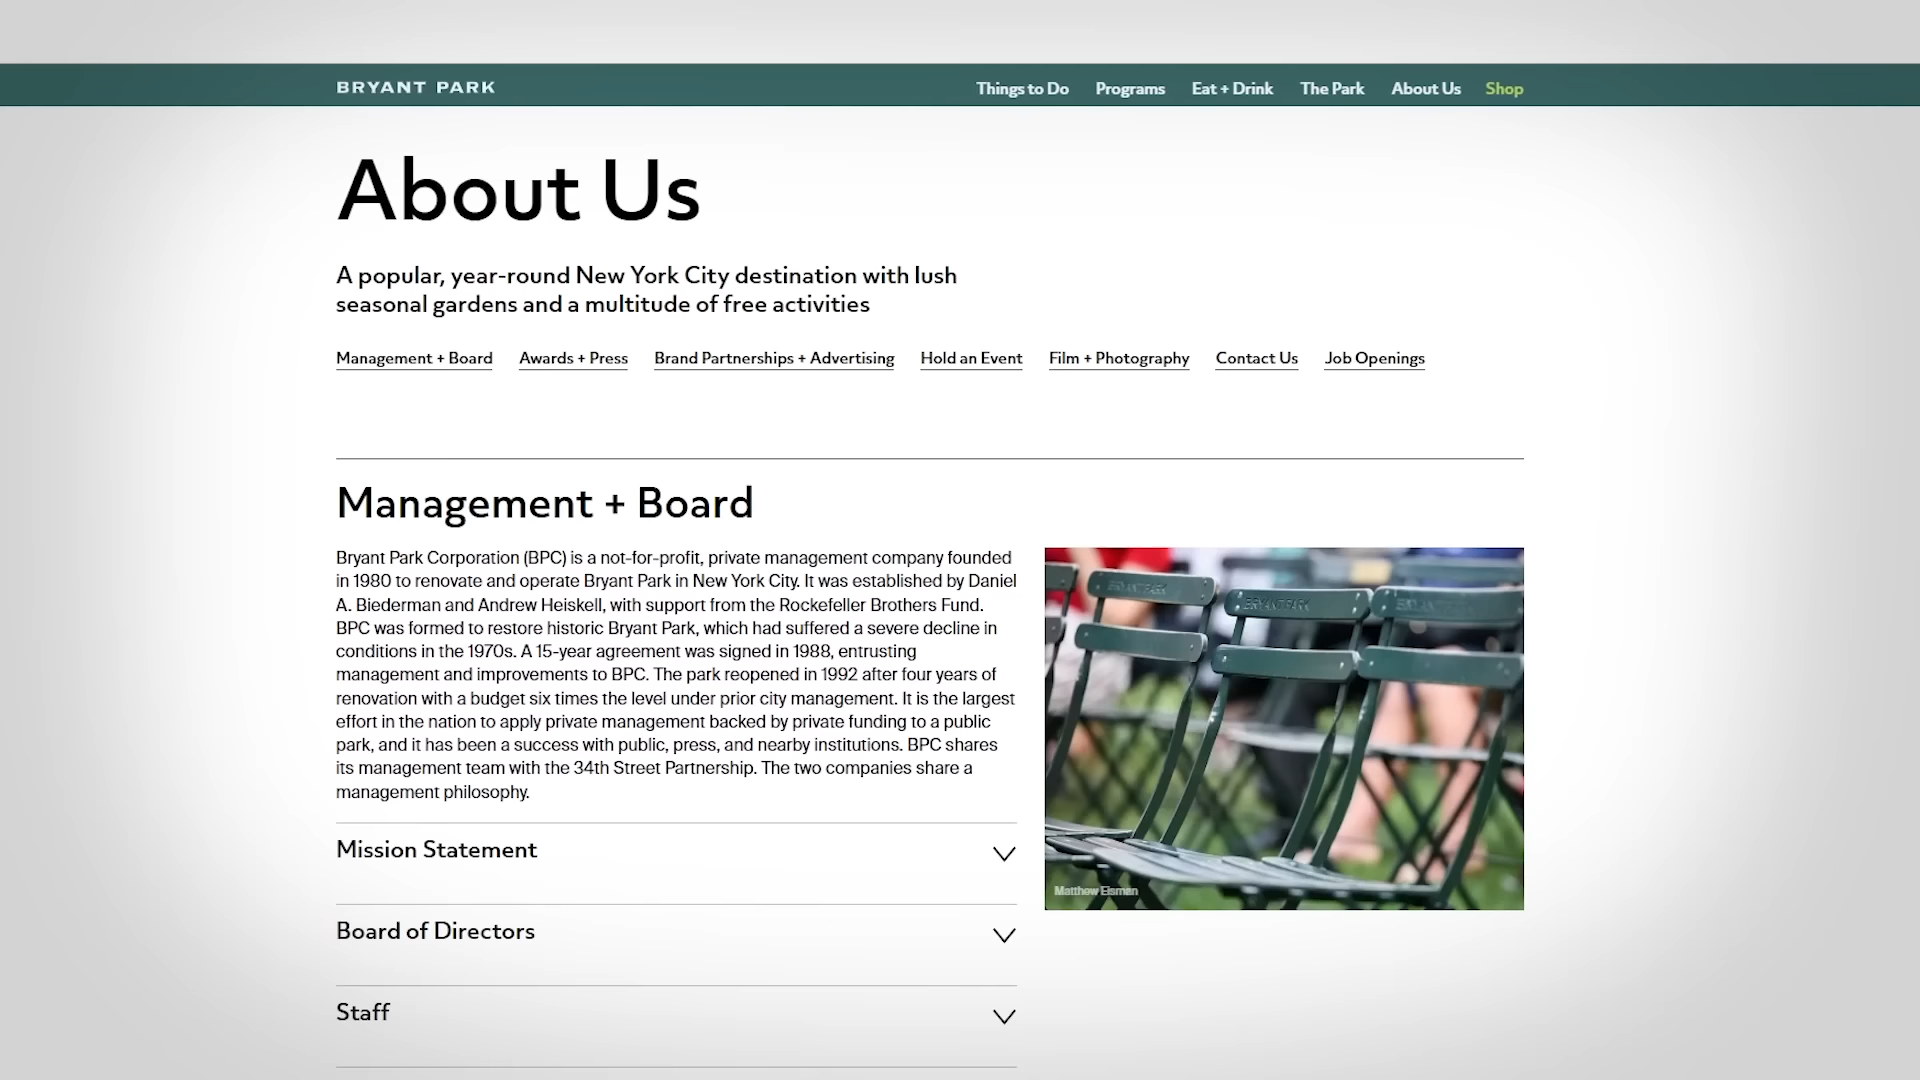 BRYANT PARK
Things to Do Programs Eat + Drink The Park About Us Shop
About Us
A popular, year-round New York City destination with lush
seasonal gardens and a multitude of free activities
Management + Board Awards + Press Brand Partnerships + Advertising Hold an Event Film + Photography Contact Us Job Openings
Management + Board
Bryant Park Corporation (BPC) is a not-for-profit, private management company founded
in 1980 to renovate and operate Bryant Park in New York City. It was established by Daniel
A. Biederman and Andrew Heiskell, with support from the Rockefeller Brothers Fund.
BPC was formed to restore historic Bryant Park, which had suffered a severe decline in
conditions in the 1970s. A 15-year agreement was signed in 1988, entrusting
management and improvements to BPC. The park reopened in 1992 after four years of
renovation with a budget six times the level under prior city management. It is the largest
effort in the nation to apply private management backed by private funding to a public
park, and it has been a success with public, press, and nearby institutions. BPC shares
its management team with the 34th Street Partnership. The two companies share a
management philosophy.
BRYANT PARK
BRYANT PARK
BRYANT PARK
Matthew Eisman
Mission Statement
Board of Directors
Staff